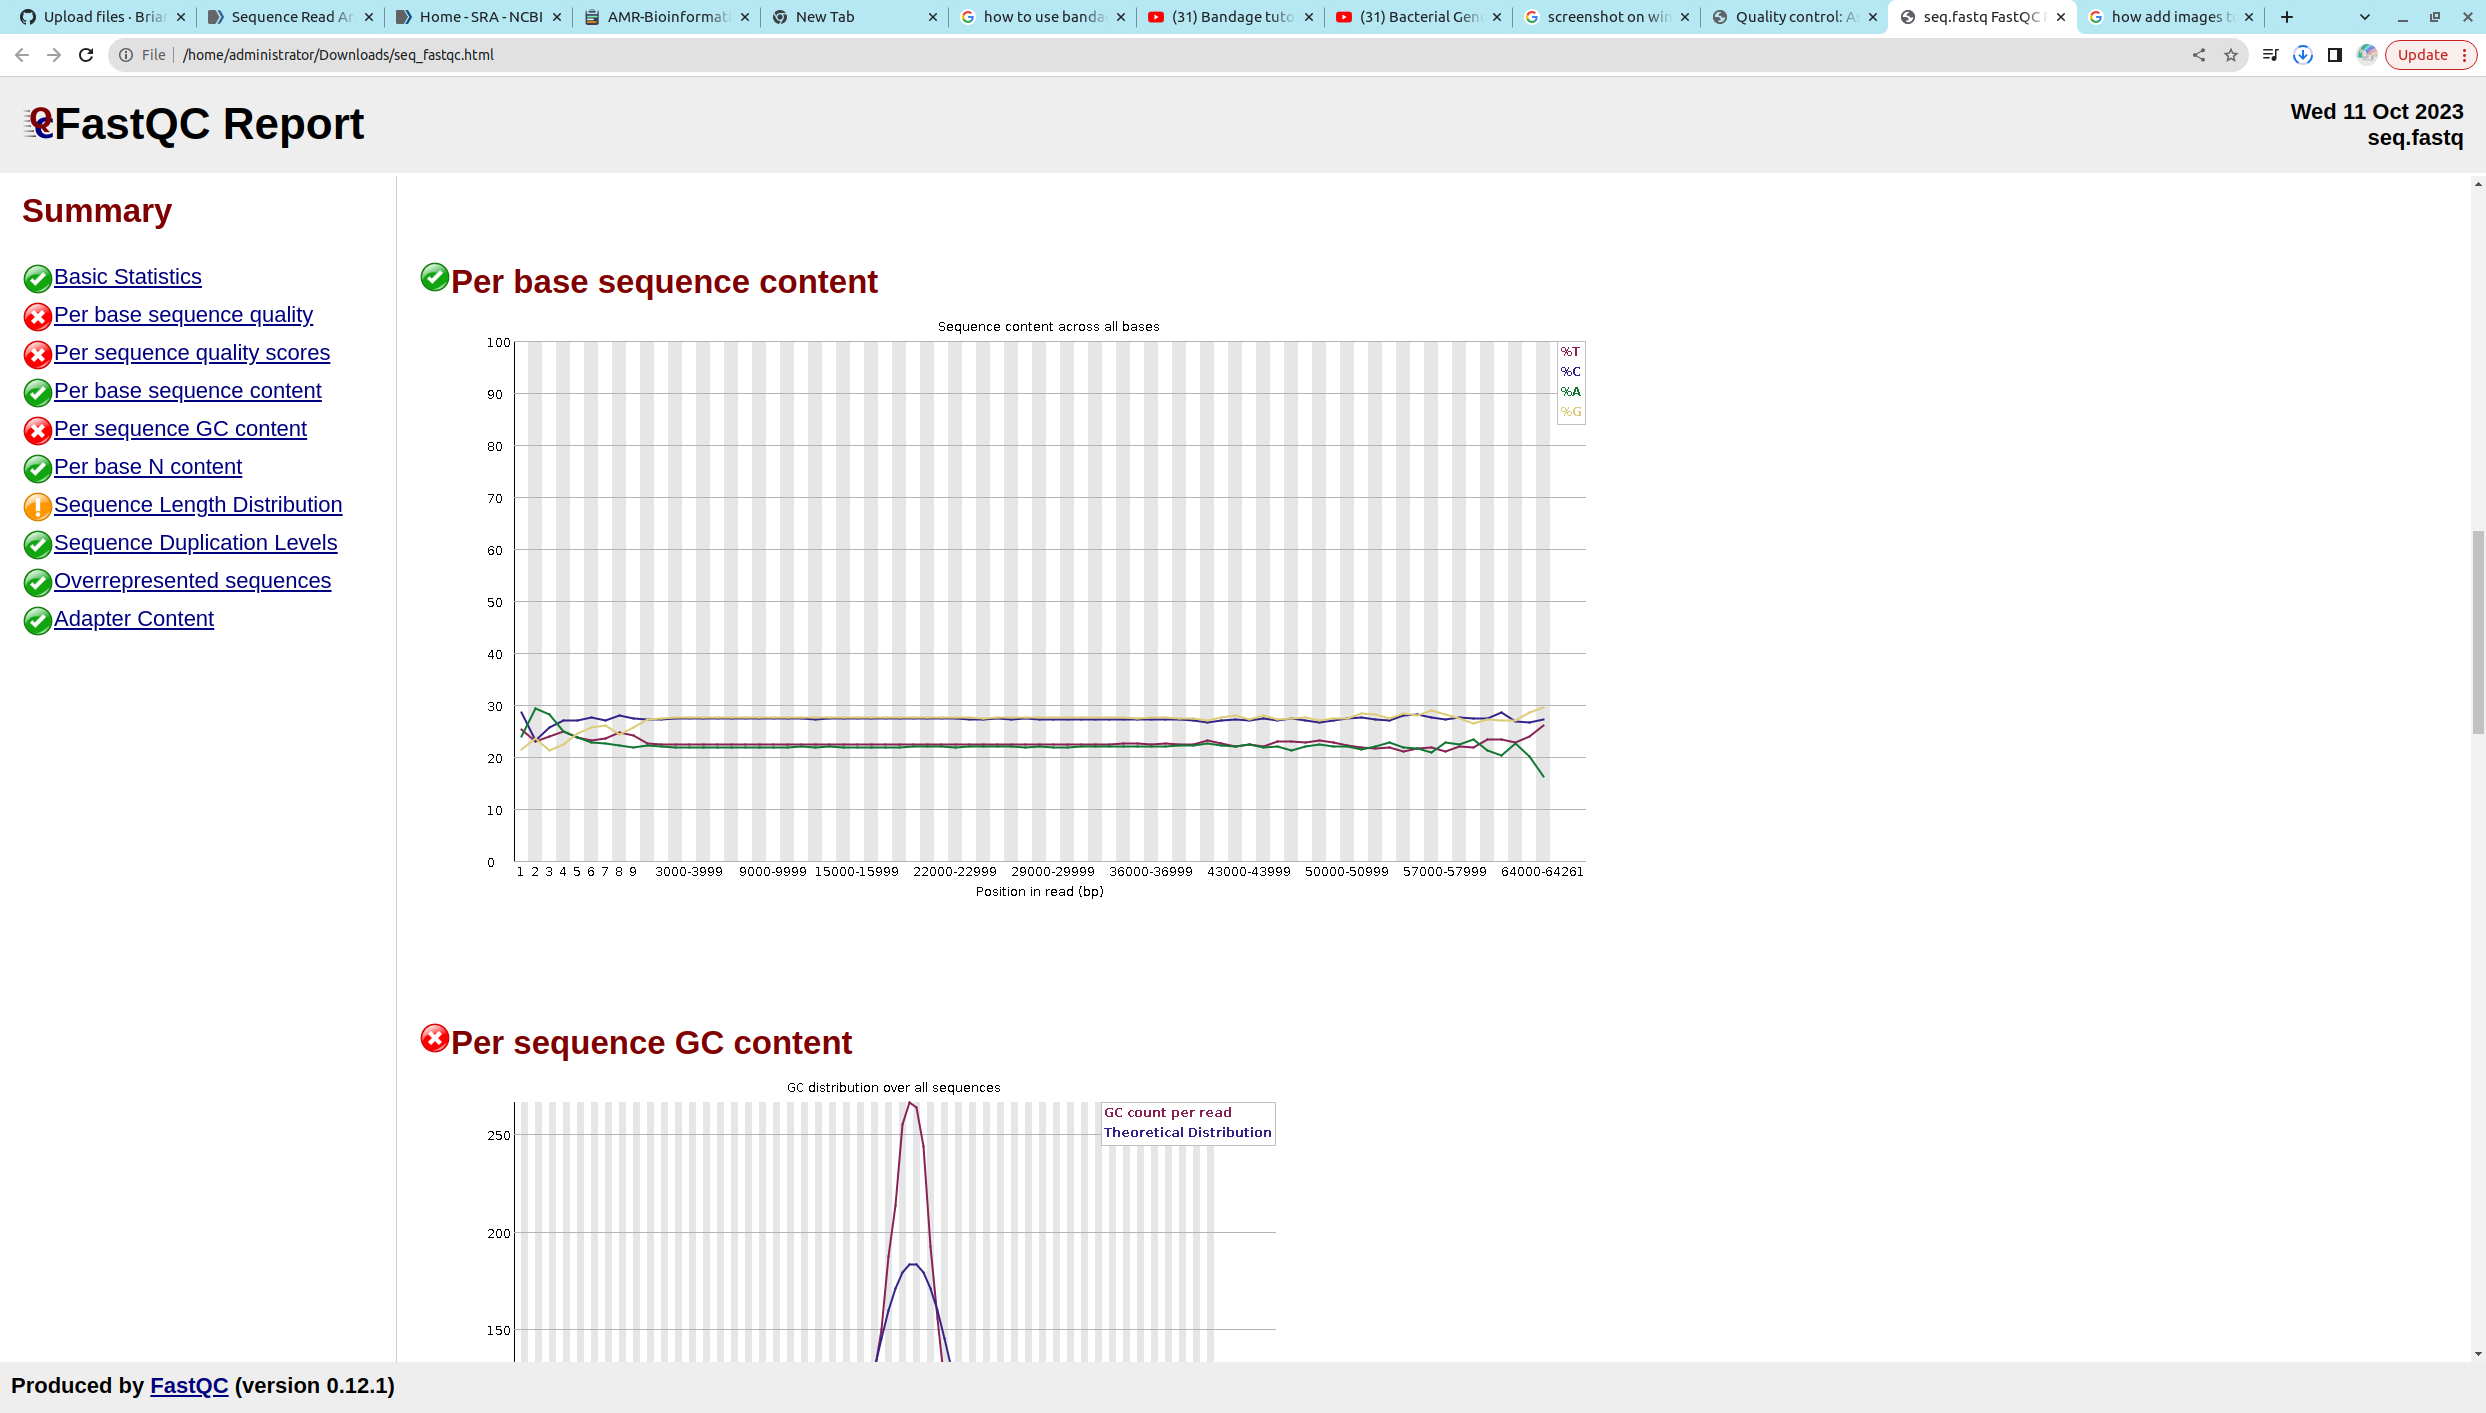 Upload files · Bria
Sequence Read Ar
Home - SRA - NCBI
AMR-Bioinformati
New Tab
how to use banda
(31) Bandage tuto
(31) Bacterial Gen
screenshot on win
Quality control: As
seq.fastq FastQC R
how add images to
File
/home/administrator/Downloads/seq_fastqc.html
Update
FastQC Report
Wed 11 Oct 2023
seq.fastq
Summary
Basic Statistics
Per base sequence quality
Per sequence quality scores
Per base sequence content
Per sequence GC content
Per base N content
Sequence Length Distribution
Sequence Duplication Levels
Overrepresented sequences
Adapter Content
Per base sequence content
Sequence content across all bases
100
90
80
70
60
50
40
30
20
10
0
%T
%C
%A
%G
1 2 3 4 5 6 7 8 9 3000-3999 9000-9999 15000-15999 22000-22999 29000-29999 36000-36999 43000-43999 50000-50999 57000-57999 64000-64261
Position in read (bp)
Per sequence GC content
GC distribution over all sequences
250
200
150
GC count per read
Theoretical Distribution
Produced by FastQC (version 0.12.1)